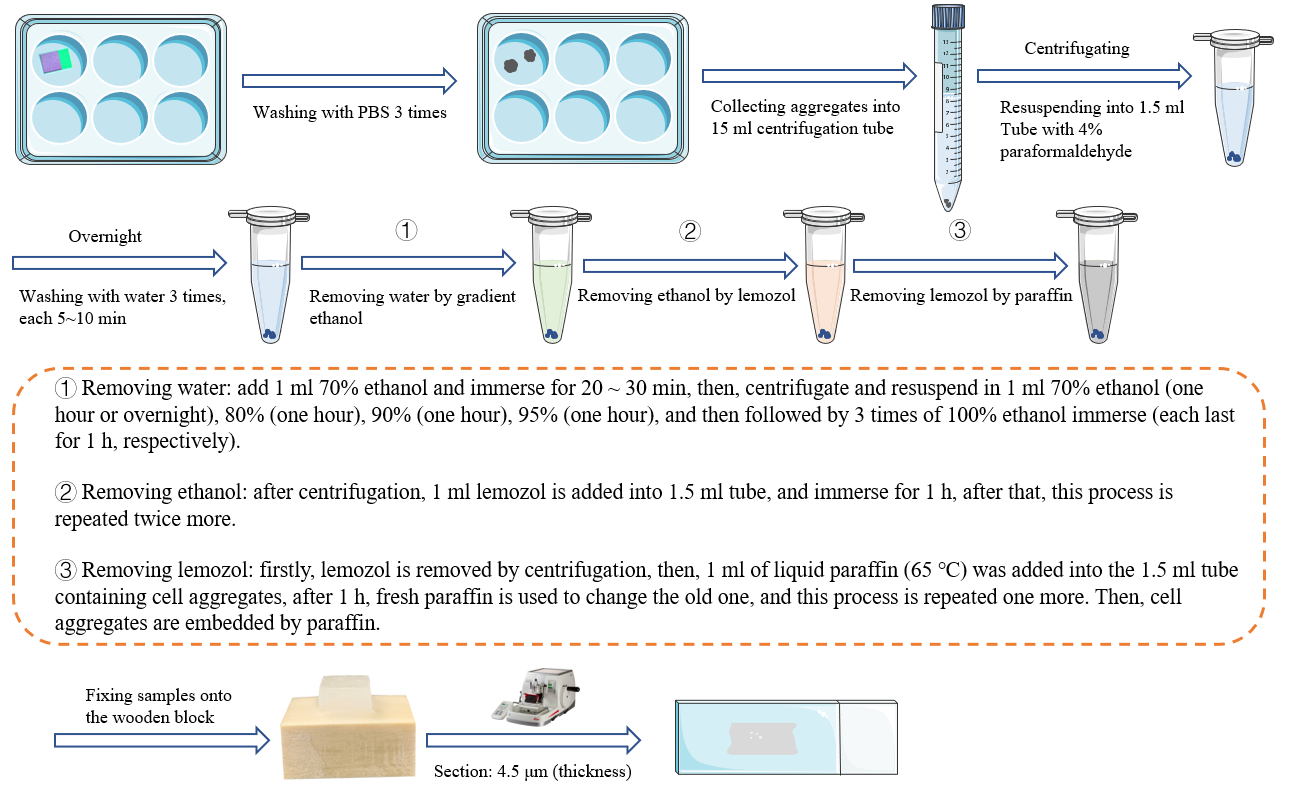 Washing with PBS 3 times
Collecting aggregates into
15 ml centrifugation tube
Centrifugating
Resuspending into 1.5 ml
Tube with 4%
paraformaldehyde
Overnight
Washing with water 3 times,
each 5~10 min
①
Removing water by gradient
ethanol
②
Removing ethanol by lemozol
③
Removing lemozol by paraffin
① Removing water: add 1 ml 70% ethanol and immerse for 20 ~ 30 min, then, centrifugate and resuspend in 1 ml 70% ethanol (one
hour or overnight), 80% (one hour), 90% (one hour), 95% (one hour), and then followed by 3 times of 100% ethanol immerse (each last
for 1 h, respectively).
② Removing ethanol: after centrifugation, 1 ml lemozol is added into 1.5 ml tube, and immerse for 1 h, after that, this process is
repeated twice more.
③ Removing lemozol: firstly, lemozol is removed by centrifugation, then, 1 ml of liquid paraffin (65 ℃) was added into the 1.5 ml tube
containing cell aggregates, after 1 h, fresh paraffin is used to change the old one, and this process is repeated one more. Then, cell
aggregates are embedded by paraffin.
Fixing samples onto
the wooden block
Section: 4.5 μm (thickness)